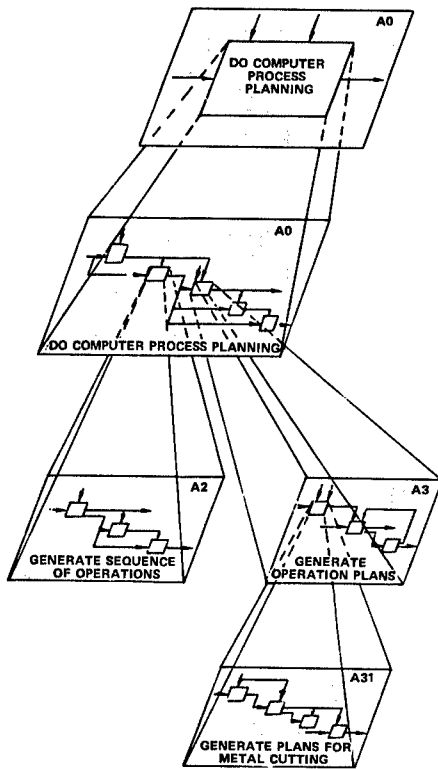 A0
DO COMPUTER
PROCESS
PLANNING
A0
DO COMPUTER PROCESS PLANNING
A2
GENERATE SEQUENCE
OF OPERATIONS
A3
GENERATE
OPERATION PLANS
A31
GENERATE PLANS FOR
METAL CUTTING